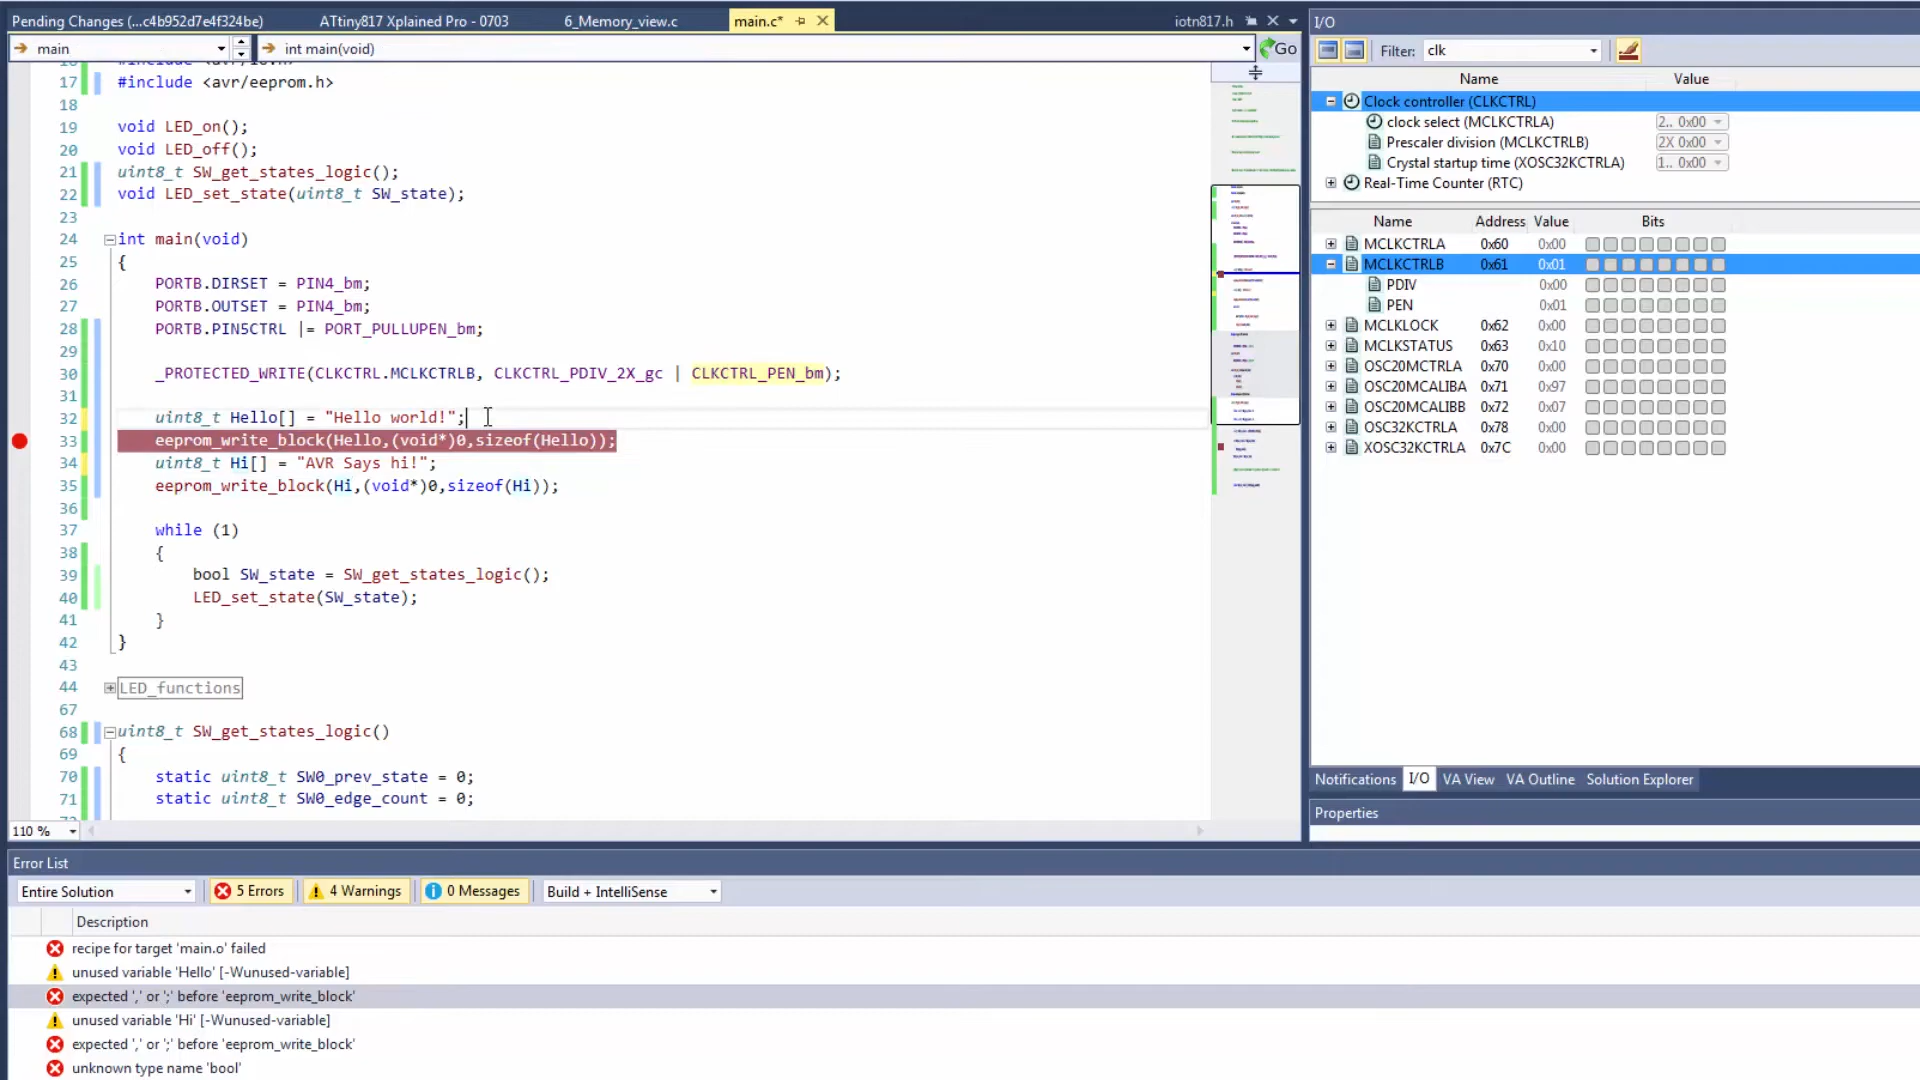 Pending Changes (...c4b952d7e4f324be) ATtiny817 Xplained Pro - 0703 6_Memory_view.c main.c* iotn817.h
main int main(void) Go
17 #include <avr/eeprom.h>
18
19 void LED_on();
20 void LED_off();
21 uint8_t SW_get_states_logic();
22 void LED_set_state(uint8_t SW_state);
23
24 int main(void)
25 {
26 PORTB.DIRSET = PIN4_bm;
27 PORTB.OUTSET = PIN4_bm;
28 PORTB.PIN5CTRL |= PORT_PULLUPEN_bm;
29
30 _PROTECTED_WRITE(CLKCTRL.MCLKCTRLB, CLKCTRL_PDIV_2X_gc | CLKCTRL_PEN_bm);
31
32 uint8_t Hello[] = "Hello world!";
33 eeprom_write_block(Hello,(void*)0,sizeof(Hello));
34 uint8_t Hi[] = "AVR Says hi!";
35 eeprom_write_block(Hi,(void*)0,sizeof(Hi));
36
37 while (1)
38 {
39 bool SW_state = SW_get_states_logic();
40 LED_set_state(SW_state);
41 }
42 }
43
44 LED_functions
67
68 uint8_t SW_get_states_logic()
69 {
70 static uint8_t SW0_prev_state = 0;
71 static uint8_t SW0_edge_count = 0;
110 %
I/O
Filter: clk
Name Value
Clock controller (CLKCTRL)
clock select (MCLKCTRLA) 2.. 0x00
Prescaler division (MCLKCTRLB) 2X 0x00
Crystal startup time (XOSC32KCTRLA) 1.. 0x00
Real-Time Counter (RTC)
Name Address Value Bits
MCLKCTRLA 0x60 0x00
MCLKCTRLB 0x61 0x01
PDIV 0x00
PEN 0x01
MCLKLOCK 0x62 0x00
MCLKSTATUS 0x63 0x10
OSC20MCTRLA 0x70 0x00
OSC20MCALIBA 0x71 0x97
OSC20MCALIBB 0x72 0x07
OSC32KCTRLA 0x78 0x00
XOSC32KCTRLA 0x7C 0x00
Notifications I/O VA View VA Outline Solution Explorer
Properties
Error List
Entire Solution 5 Errors 4 Warnings 0 Messages Build + IntelliSense
Description
recipe for target 'main.o' failed
unused variable 'Hello' [-Wunused-variable]
expected ',' or ';' before 'eeprom_write_block'
unused variable 'Hi' [-Wunused-variable]
expected ',' or ';' before 'eeprom_write_block'
unknown type name 'bool'